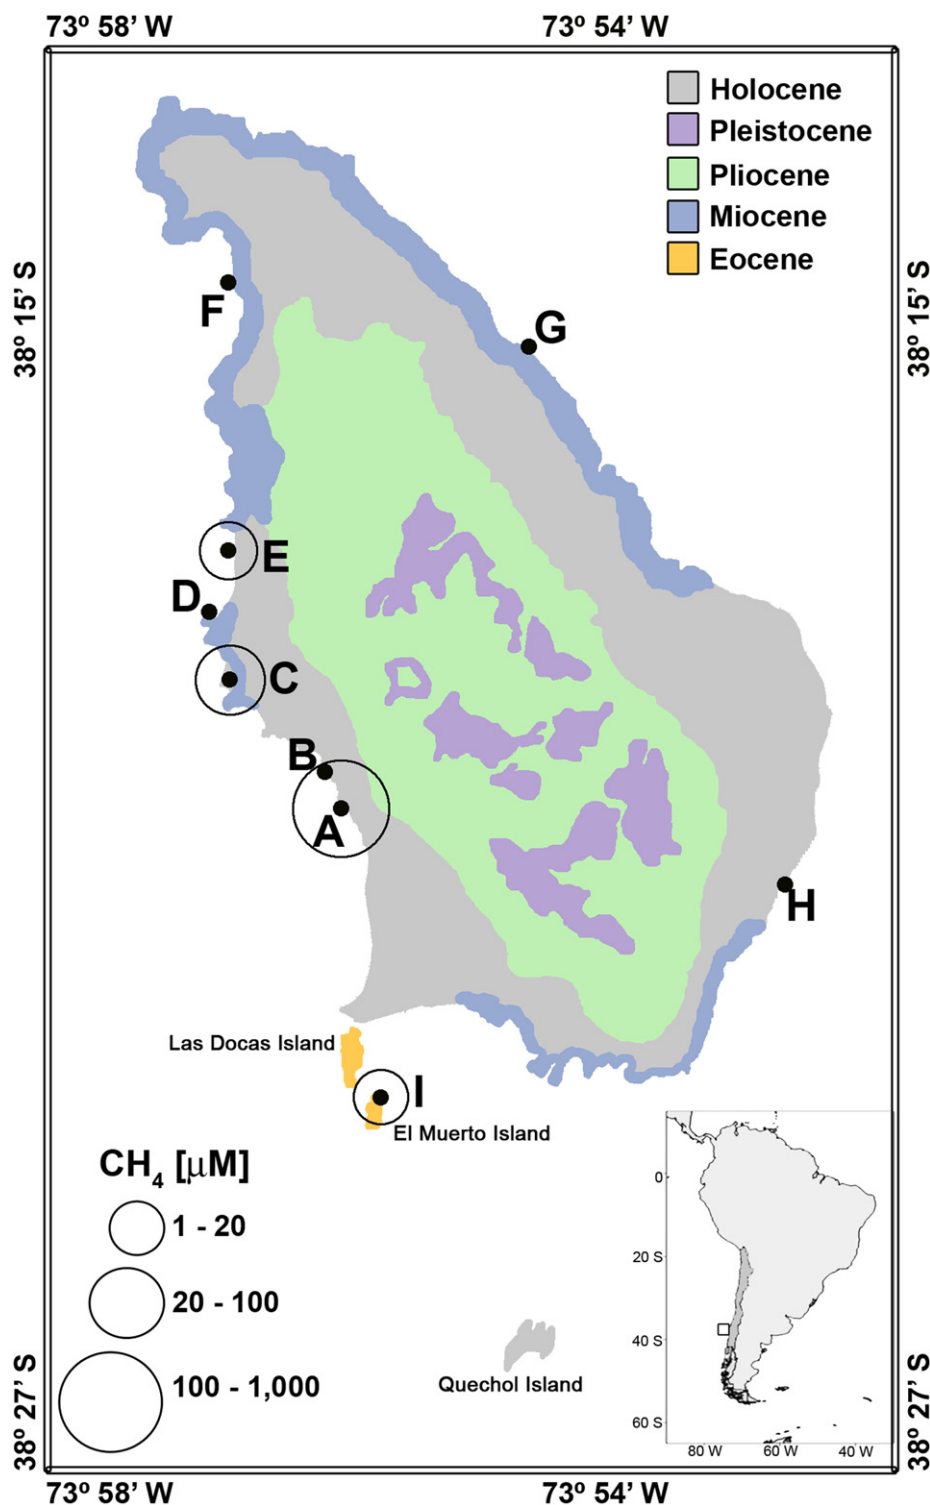 73º 58’ W
73º 54’ W
Holocene
Pleistocene
Pliocene
Miocene
Eocene
38º 15’ S
38º 15’ S
F
G
E
D
C
B
A
H
Las Docas Island
I
El Muerto Island
CH₄ [µM]
1 - 20
20 - 100
100 - 1,000
Quechol Island
0
20 S
40 S
60 S
80 W
60 W
40 W
38º 27’ S
38º 27’ S
73º 58’ W
73º 54’ W